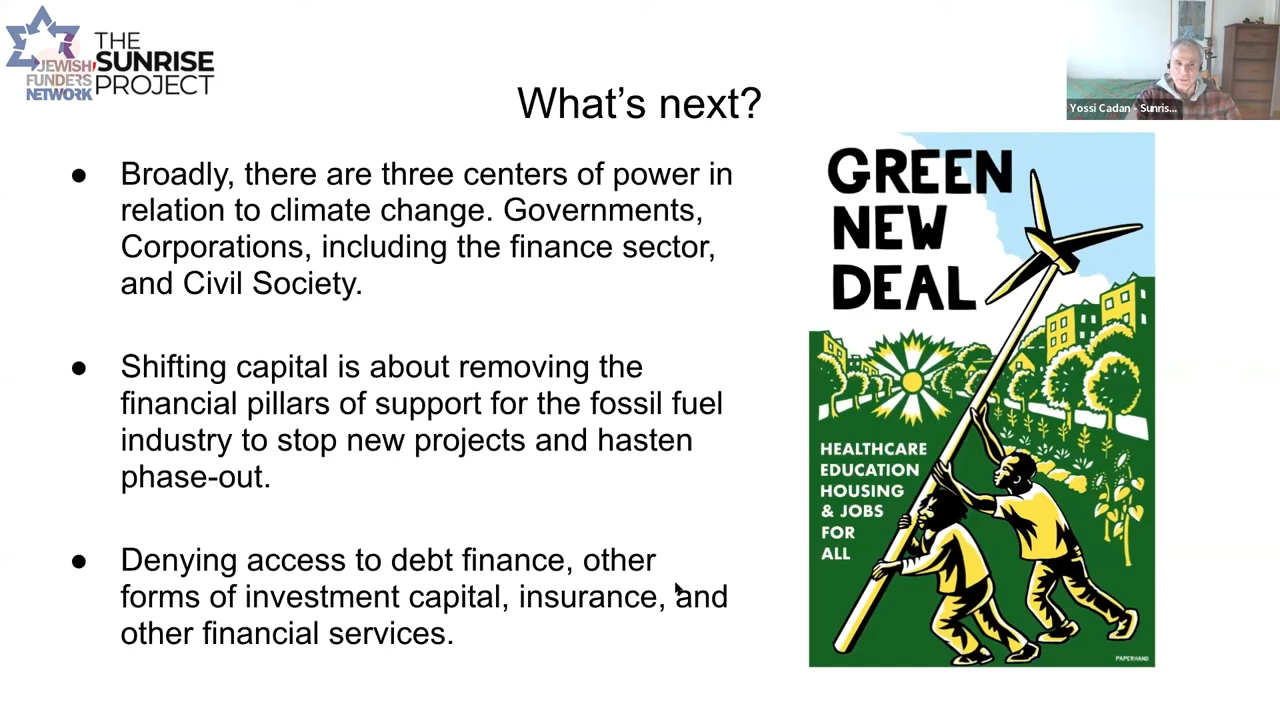 JEWISH
FUNDERS
NETWORK
THE
SUNRISE
PROJECT
Yossi Cadan - Sunris...
What's next?
● Broadly, there are three centers of power in
relation to climate change. Governments,
Corporations, including the finance sector,
and Civil Society.
● Shifting capital is about removing the
financial pillars of support for the fossil fuel
industry to stop new projects and hasten
phase-out.
● Denying access to debt finance, other
forms of investment capital, insurance, and
other financial services.
GREEN
NEW
DEAL
HEALTHCARE
EDUCATION
HOUSING
& JOBS
FOR
ALL
PAPERHAND